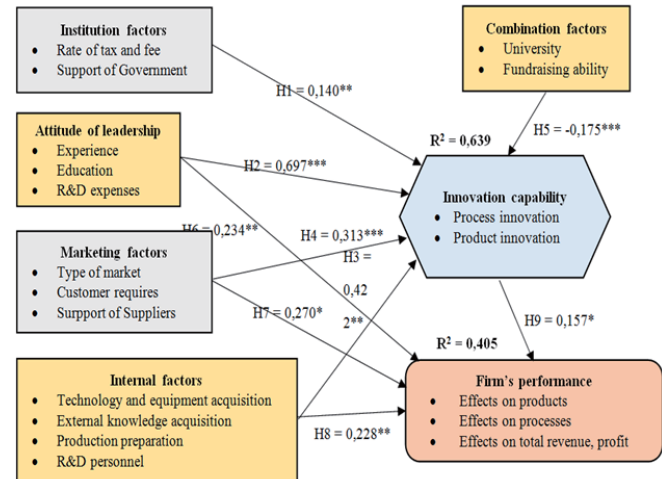 Institution factors
• Rate of tax and fee
• Support of Government
Combination factors
• University
• Fundraising ability
H1 = 0,140**
R² = 0,639
H5 = -0,175***
Attitude of leadership
• Experience
• Education
• R&D expenses
H2 = 0,697***
Innovation capability
• Process innovation
• Product innovation
H6 = 0,234**
H4 = 0,313***
H3 =
0,42
2**
Marketing factors
• Type of market
• Customer requires
• Surpport of Suppliers
H7 = 0,270*
H9 = 0,157*
R² = 0,405
Internal factors
• Technology and equipment acquisition
• External knowledge acquisition
• Production preparation
• R&D personnel
H8 = 0,228**
Firm's performance
• Effects on products
• Effects on processes
• Effects on total revenue, profit